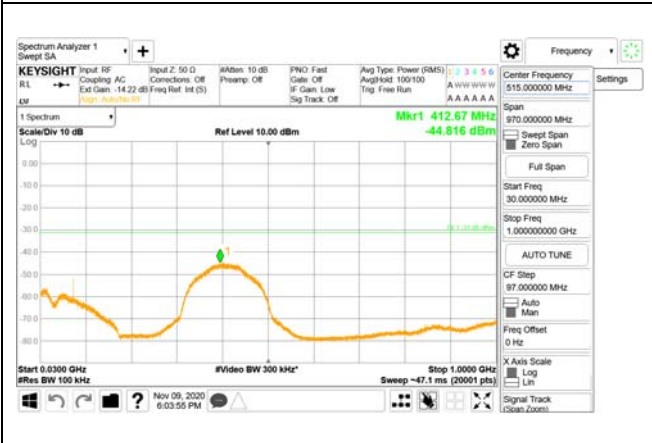 Spectrum Analyzer 1
Swept SA
+
Frequency
KEYSIGHT
RL
Input: RF
Coupling: AC
Ext Gain: -14.22 dB
Align: Auto/No RF
Input Z: 50 Ω
Corrections: Off
Freq Ref: Int (S)
#Atten: 10 dB
Preamp: Off
PNO: Fast
Gate: Off
IF Gain: Low
Sig Track: Off
Avg Type: Power (RMS)
Avg|Hold: 100/100
Trig: Free Run
1 2 3 4 5 6
A W W W W W
A A A A A A
1 Spectrum
Scale/Div 10 dB
Log
Ref Level 10.00 dBm
Mkr1 412.67 MHz
-44.816 dBm
0.00
-10.0
-20.0
-30.0
-40.0
-50.0
-60.0
-70.0
-80.0
1
Start 0.0300 GHz
#Res BW 100 kHz
#Video BW 300 kHz*
Stop 1.0000 GHz
Sweep ~47.1 ms (20001 pts)
?
Nov 09, 2020
6:03:55 PM
Center Frequency
515.000000 MHz
Settings
Span
970.000000 MHz
Swept Span
Zero Span
Full Span
Start Freq
30.000000 MHz
Stop Freq
1.000000000 GHz
AUTO TUNE
CF Step
97.000000 MHz
Auto
Man
Freq Offset
0 Hz
X Axis Scale
Log
Lin
Signal Track
(Span Zoom)